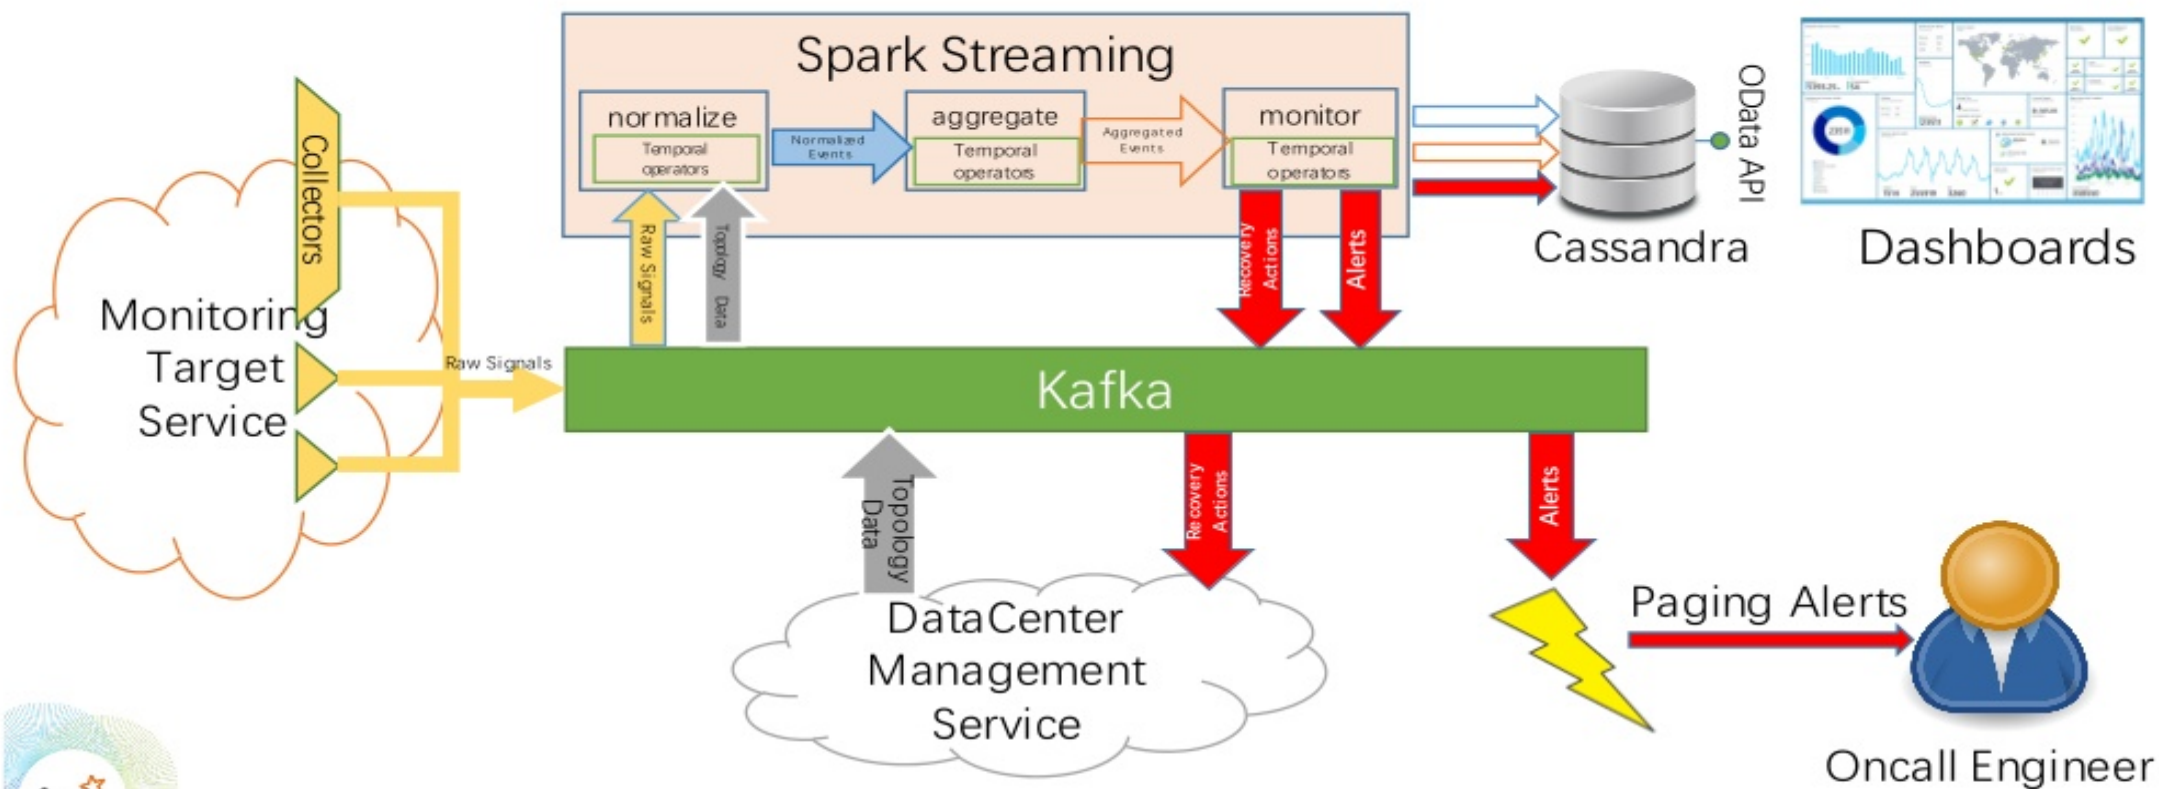 Spark Streaming
normalize
Temporal
operators
Normalized
Events
aggregate
Temporal
operators
Aggregated
Events
monitor
Temporal
operators
Collectors
Monitoring
Target
Service
Raw Signals
Raw Signals
Topology Data
Recovery
Actions
Alerts
Cassandra
OData API
Dashboards
Kafka
Topology
Data
Recovery
Actions
Alerts
DataCenter
Management
Service
Paging Alerts
Oncall Engineer